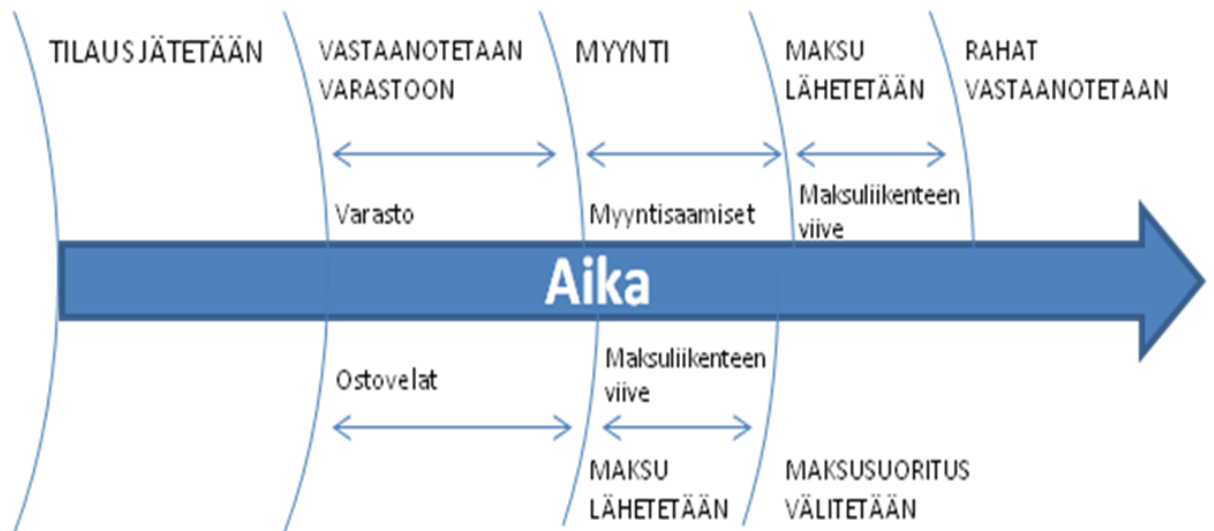 TILAUS JÄTETÄÄN
VASTAANOTETAAN
VARASTOON
MYYNTI
MAKSU
LÄHETETÄÄN
RAHAT
VASTAANOTETAAN
Varasto
Myyntisaamiset
Maksuliikenteen
viive
Aika
Ostovelat
Maksuliikenteen
viive
MAKSU
LÄHETETÄÄN
MAKSUSUORITUS
VÄLITETÄÄN